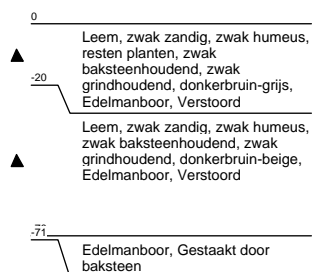 0
Leem, zwak zandig, zwak humeus,
resten planten, zwak
baksteenhoudend, zwak
grindhoudend, donkerbruin-grijs,
Edelmanboor, Verstoord
-20
Leem, zwak zandig, zwak humeus,
zwak baksteenhoudend, zwak
grindhoudend, donkerbruin-beige,
Edelmanboor, Verstoord
-71
Edelmanboor, Gestaakt door
baksteen